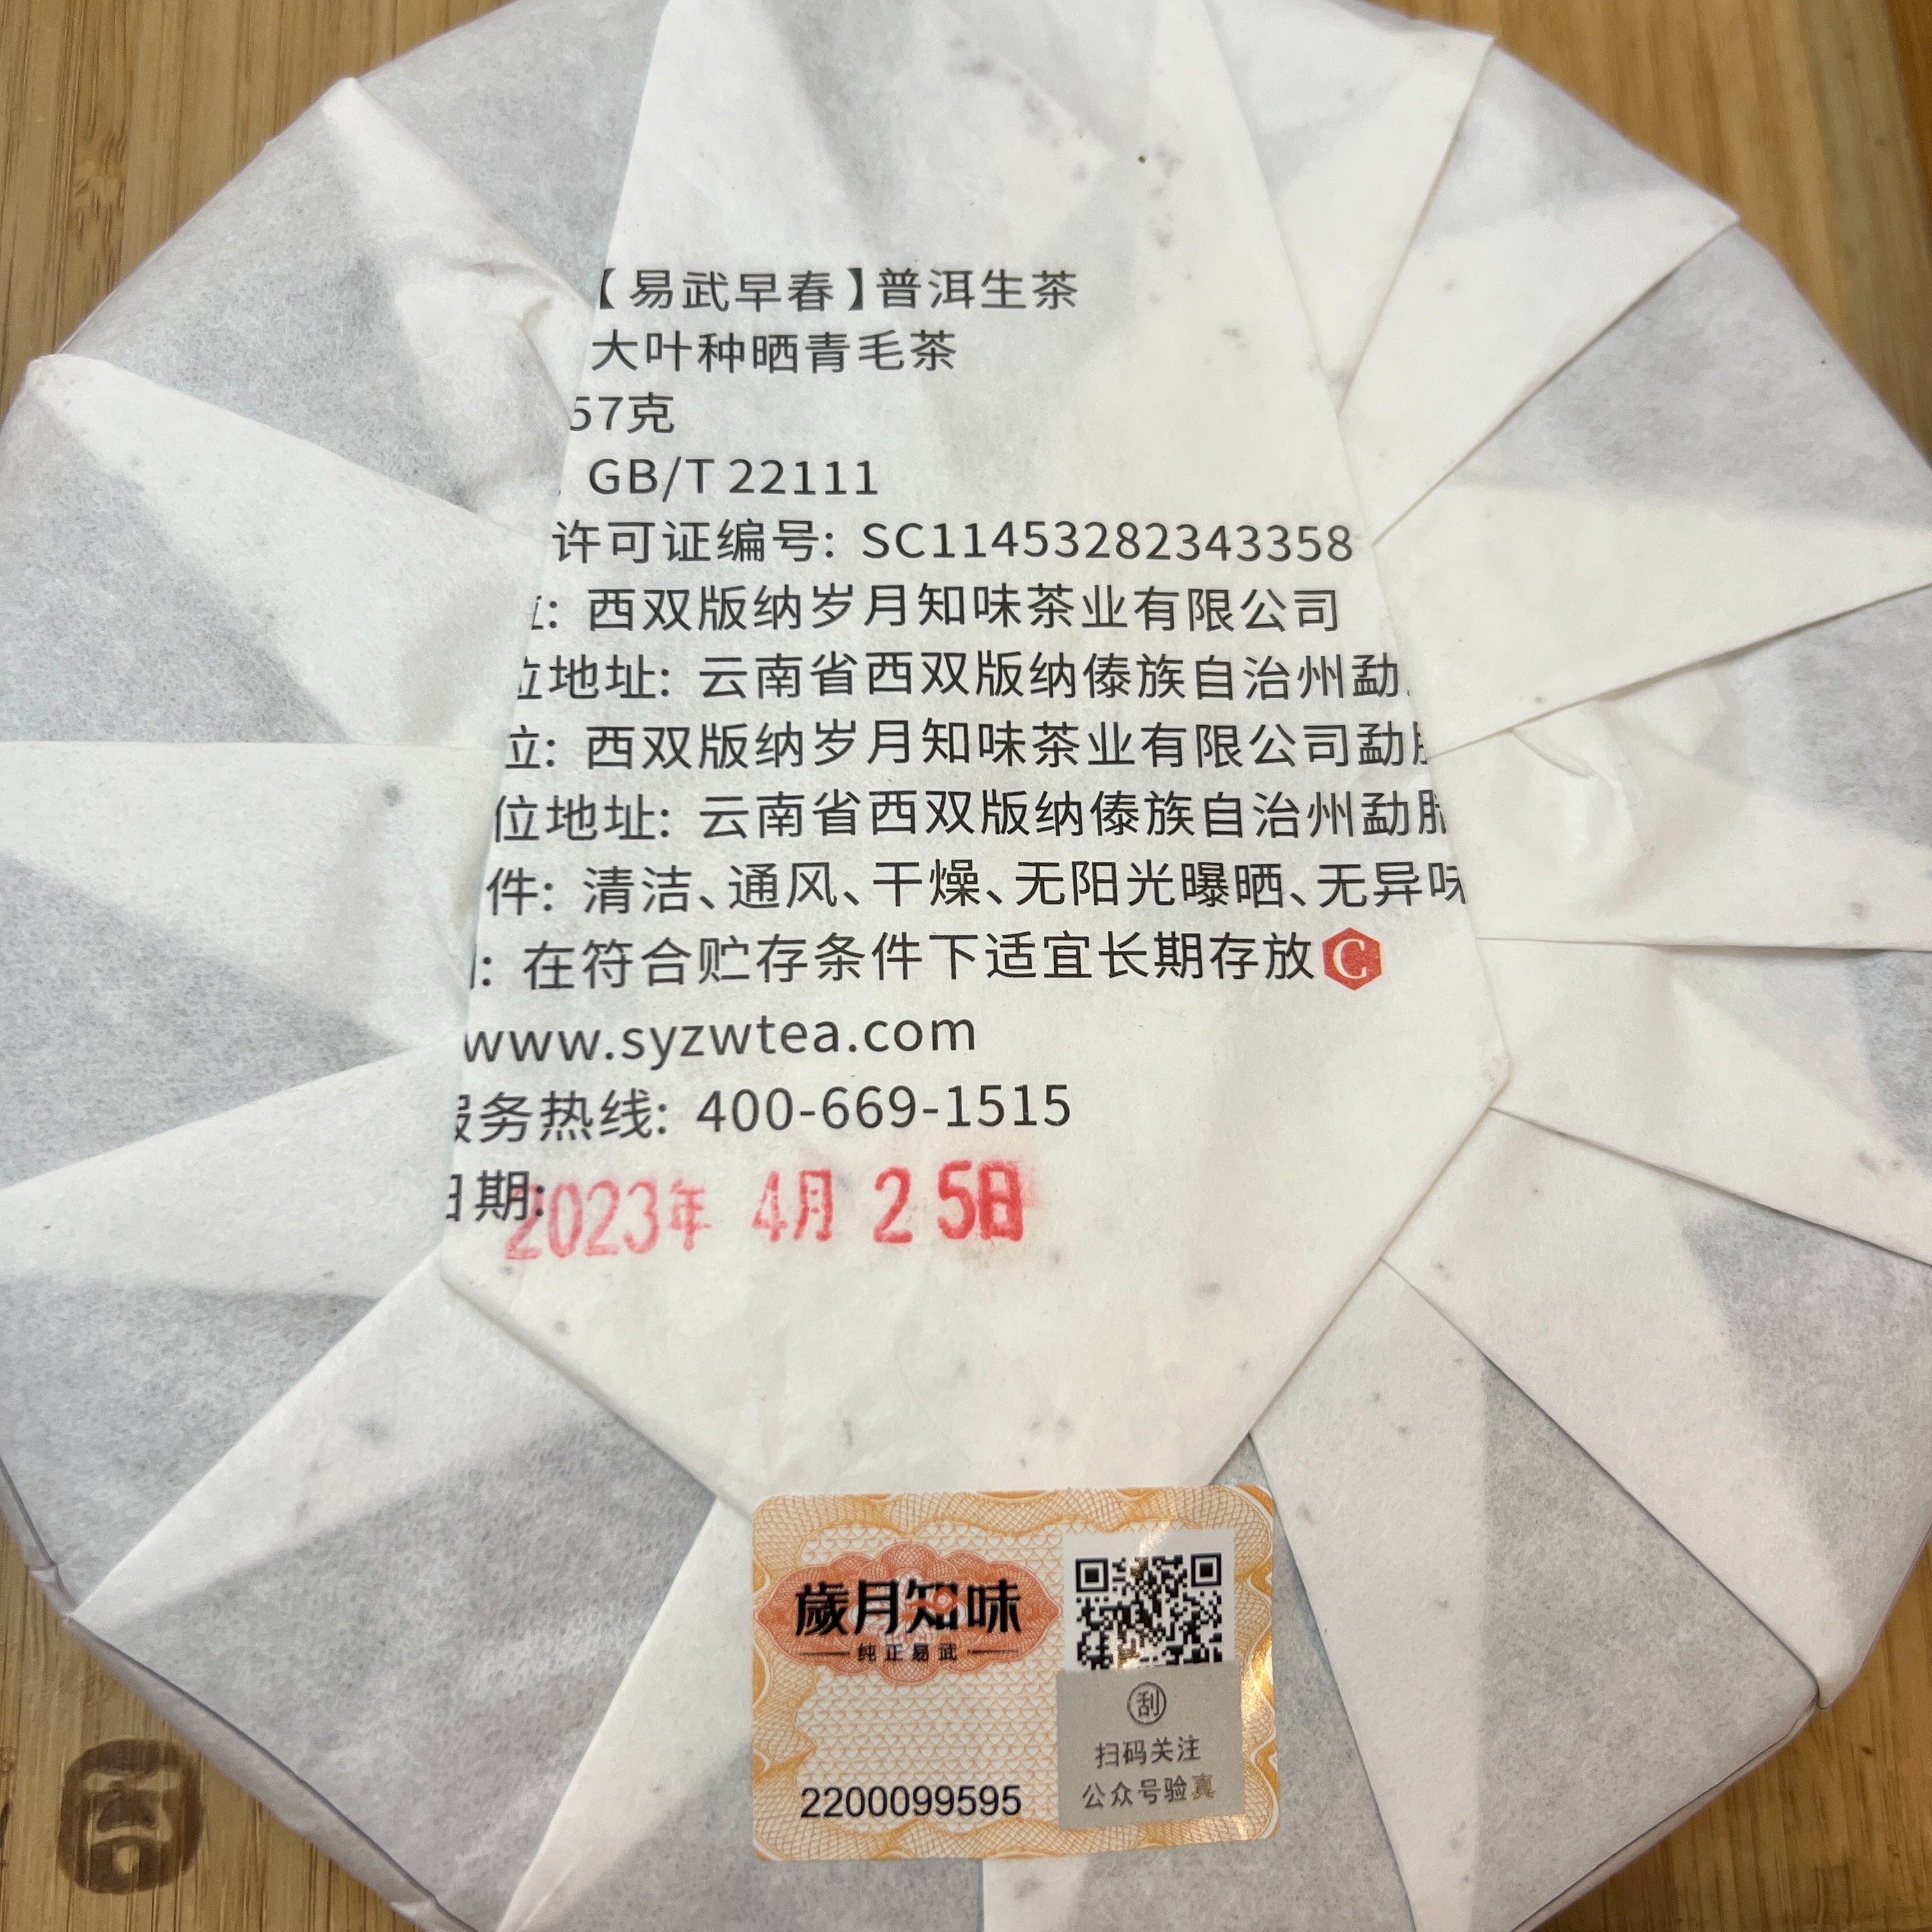 【易武早春】普洱生茶
大叶种晒青毛茶
57克
GB/T 22111
许可证编号: SC11453282343358
: 西双版纳岁月知味茶业有限公司
位地址: 云南省西双版纳傣族自治州勐
位: 西双版纳岁月知味茶业有限公司勐
位地址: 云南省西双版纳傣族自治州勐腊
件: 清洁、通风、干燥、无阳光曝晒、无异味
: 在符合贮存条件下适宜长期存放C
www.syzwtea.com
服务热线: 400-669-1515
日期: 2023年 4月 25日
歲月知味
纯正易武
刮
扫码关注
公众号验真
2200099595